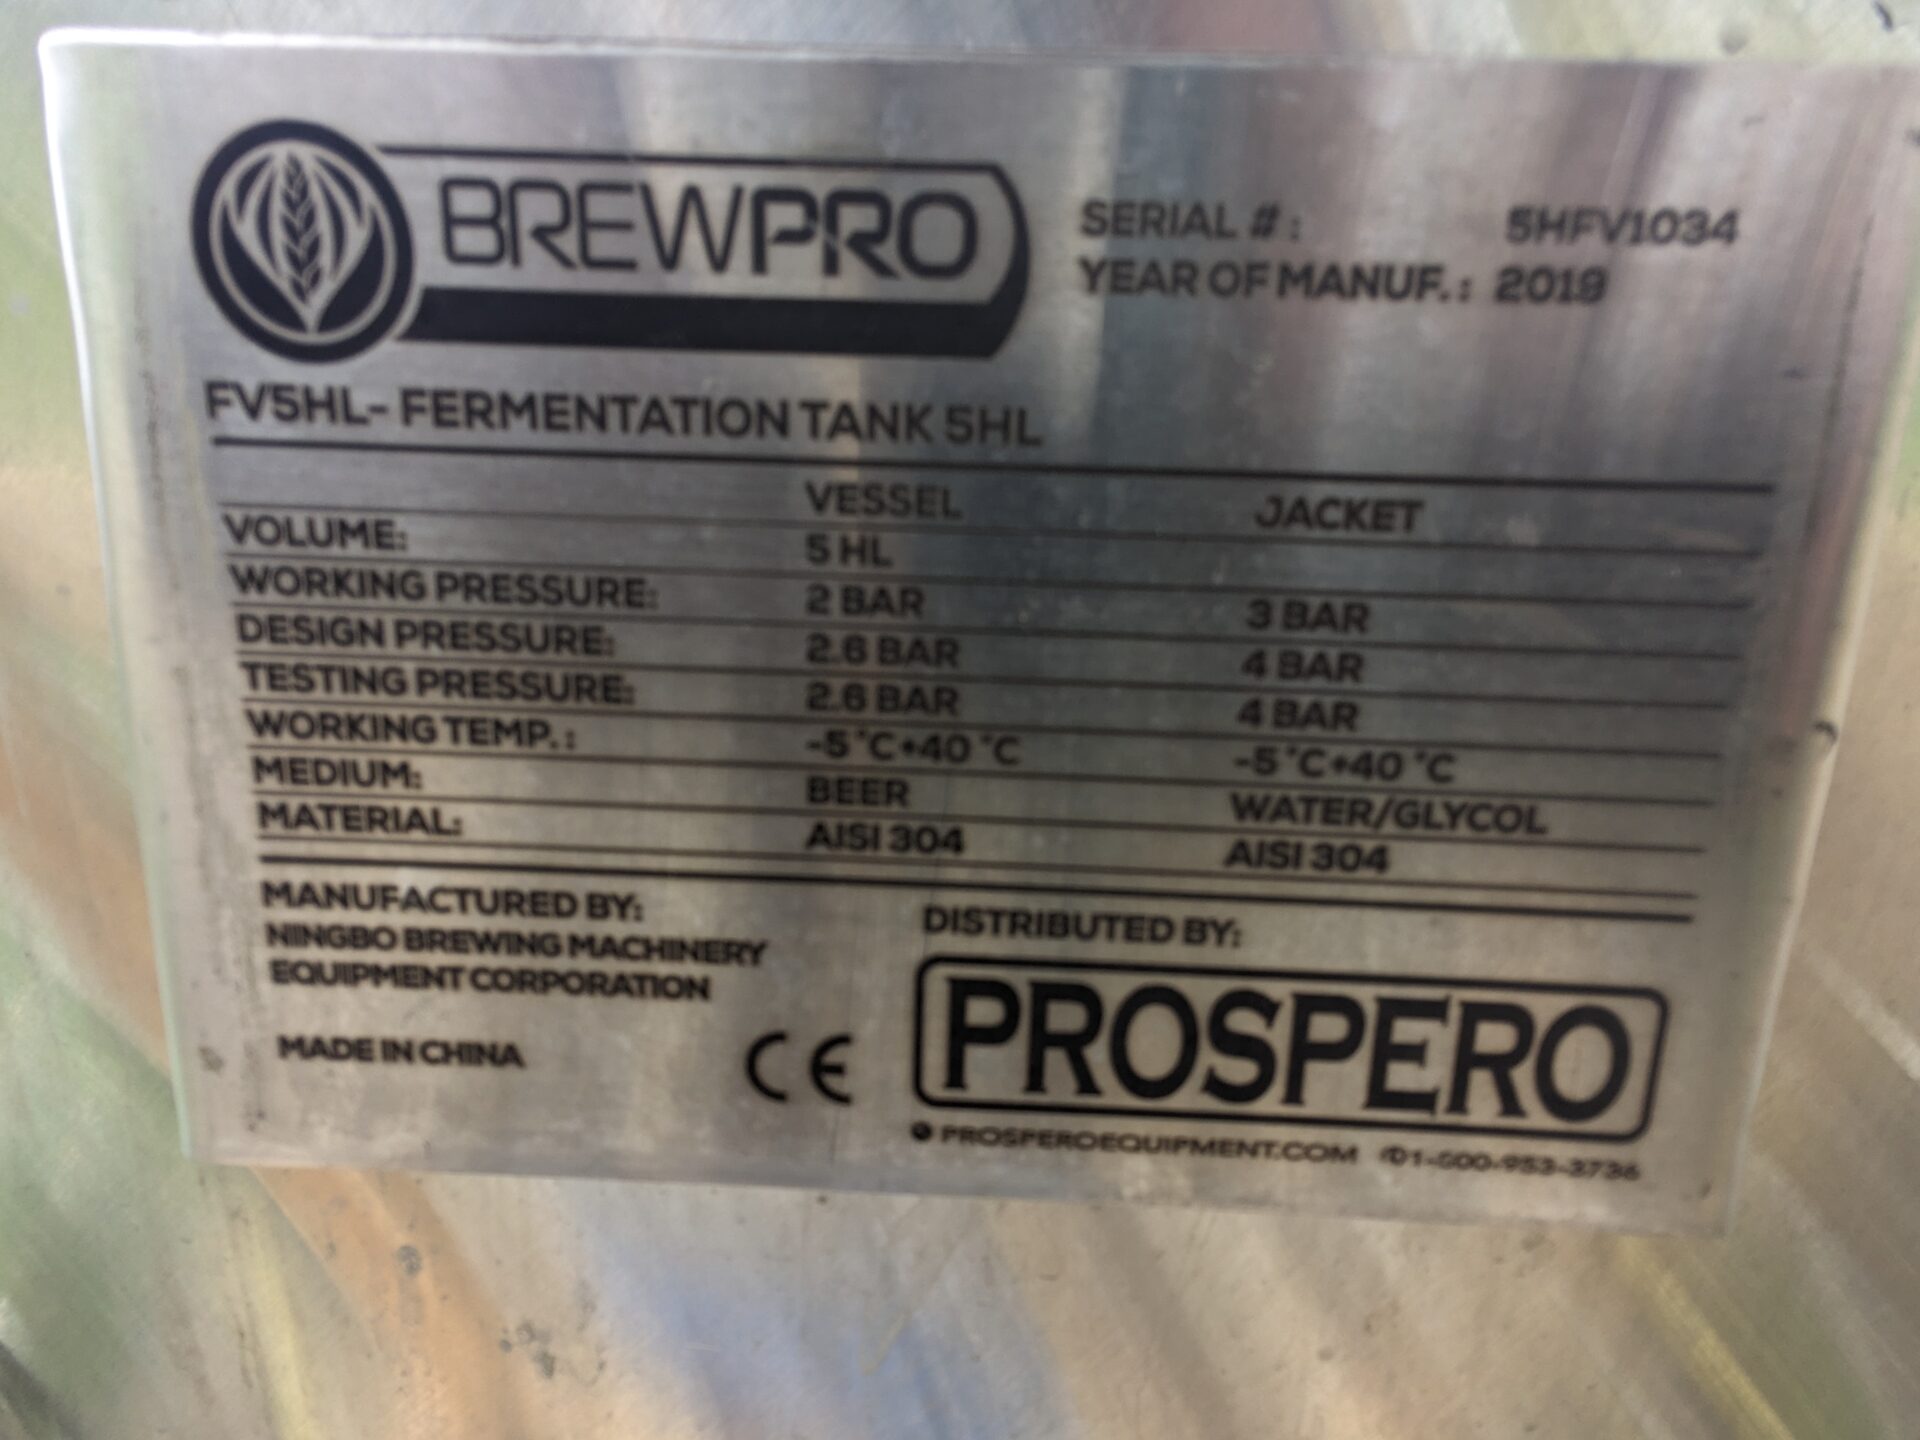 BREWPRO
SERIAL #: 5HFV1034
YEAR OF MANUF.: 2019
FV5HL- FERMENTATION TANK 5HL
VESSEL JACKET
VOLUME: 5 HL
WORKING PRESSURE: 2 BAR 3 BAR
DESIGN PRESSURE: 2.6 BAR 4 BAR
TESTING PRESSURE: 2.6 BAR 4 BAR
WORKING TEMP.: -5 °C+40 °C -5 °C+40 °C
MEDIUM: BEER WATER/GLYCOL
MATERIAL: AISI 304 AISI 304
MANUFACTURED BY:
NINGBO BREWING MACHINERY
EQUIPMENT CORPORATION
MADE IN CHINA
CE
DISTRIBUTED BY:
PROSPERO
PROSPEROEQUIPMENT.COM